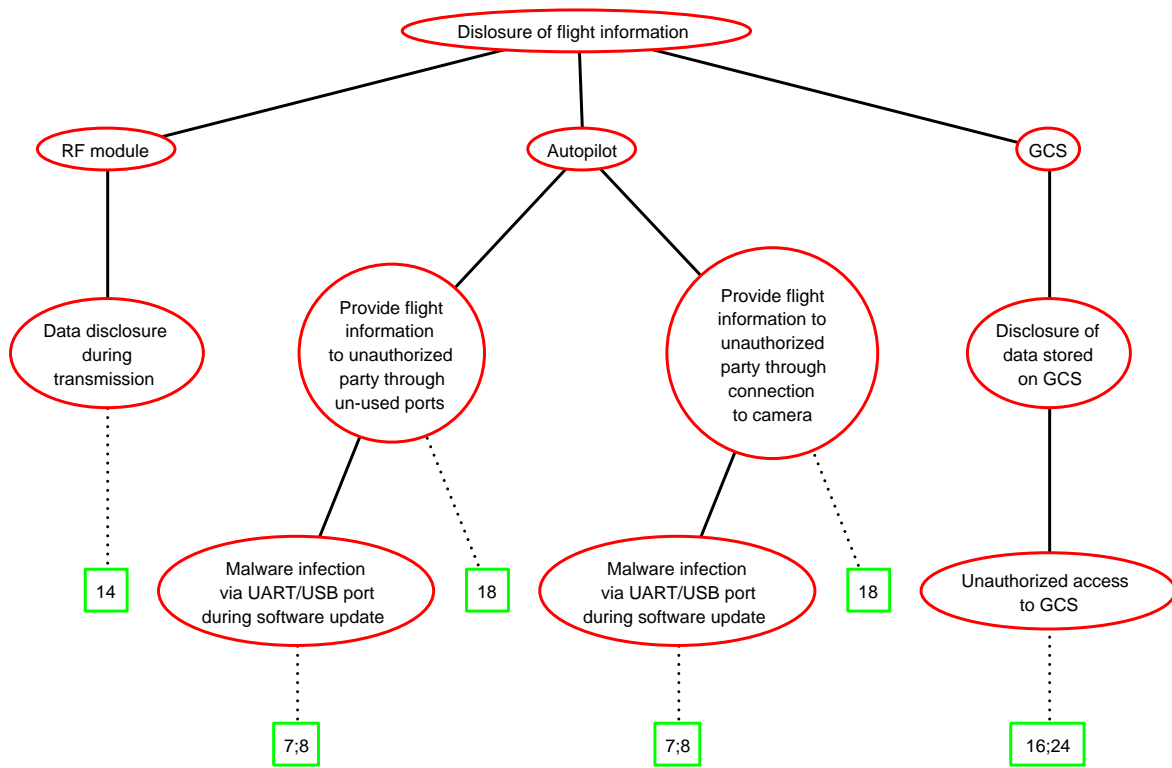 Dislosure of flight information
RF module
Autopilot
GCS
Data disclosure
during
transmission
Provide flight
information
to unauthorized
party through
un-used ports
Provide flight
information to
unauthorized
party through
connection
to camera
Disclosure of
data stored
on GCS
14
Malware infection
via UART/USB port
during software update
18
Malware infection
via UART/USB port
during software update
18
Unauthorized access
to GCS
7;8
7;8
16;24